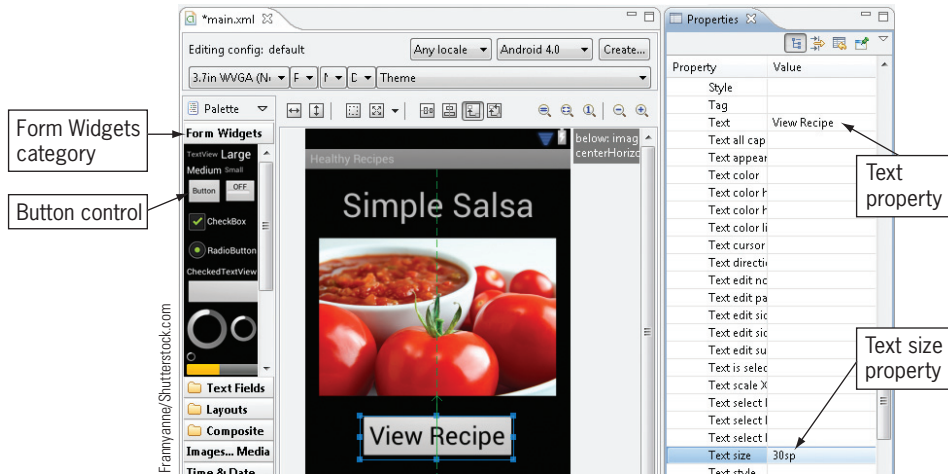 *main.xml
Editing config: default
Any locale
Android 4.0
Create...
3.7in WVGA (N
F
D
Theme
Palette
Form Widgets
TextView Large
Medium Small
Button
OFF
CheckBox
RadioButton
CheckedTextView
Text Fields
Layouts
Composite
Images... Media
Time & Date
below: imag
centerHorizo
Healthy Recipes
Simple Salsa
View Recipe
Properties
Property Value
Style
Tag
Text View Recipe
Text all cap
Text appear
Text color
Text color h
Text color h
Text color li
Text cursor
Text directi
Text edit nc
Text edit pa
Text edit sic
Text edit sic
Text edit su
Text is selec
Text scale X
Text select l
Text select l
Text select l
Text size 30sp
Text style
Form Widgets
category
Button control
Text
property
Text size
property
Frannyanne/Shutterstock.com